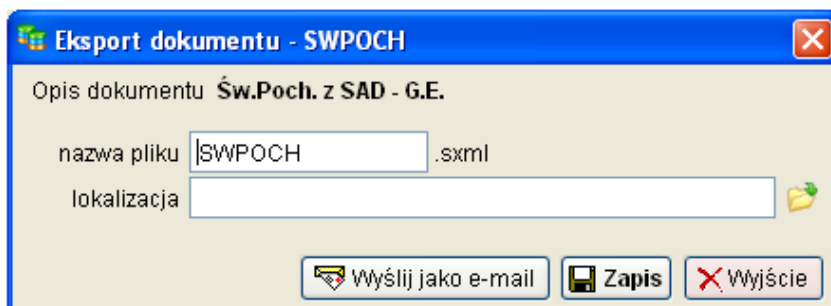 Eksport dokumentu - SWPOCH
Opis dokumentu Św.Poch. z SAD - G.E.
nazwa pliku SWPOCH .sxml
lokalizacja
Wyślij jako e-mail Zapis Wyjście